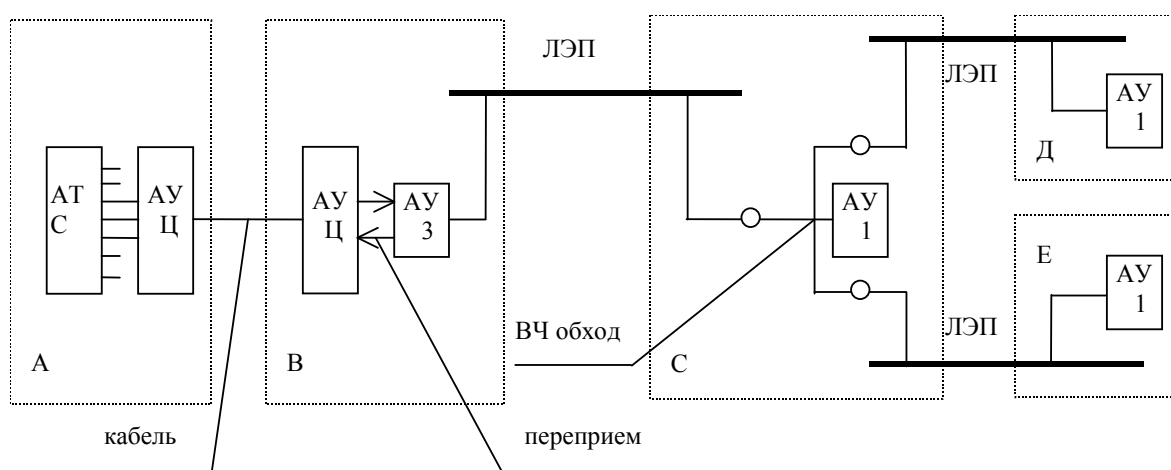 ЛЭП
ЛЭП
АУ
1
Д
АТ
С
АУ
Ц
АУ
Ц
АУ
3
АУ
1
Е
АУ
1
ВЧ обход
ЛЭП
А
В
С
кабель
переприем